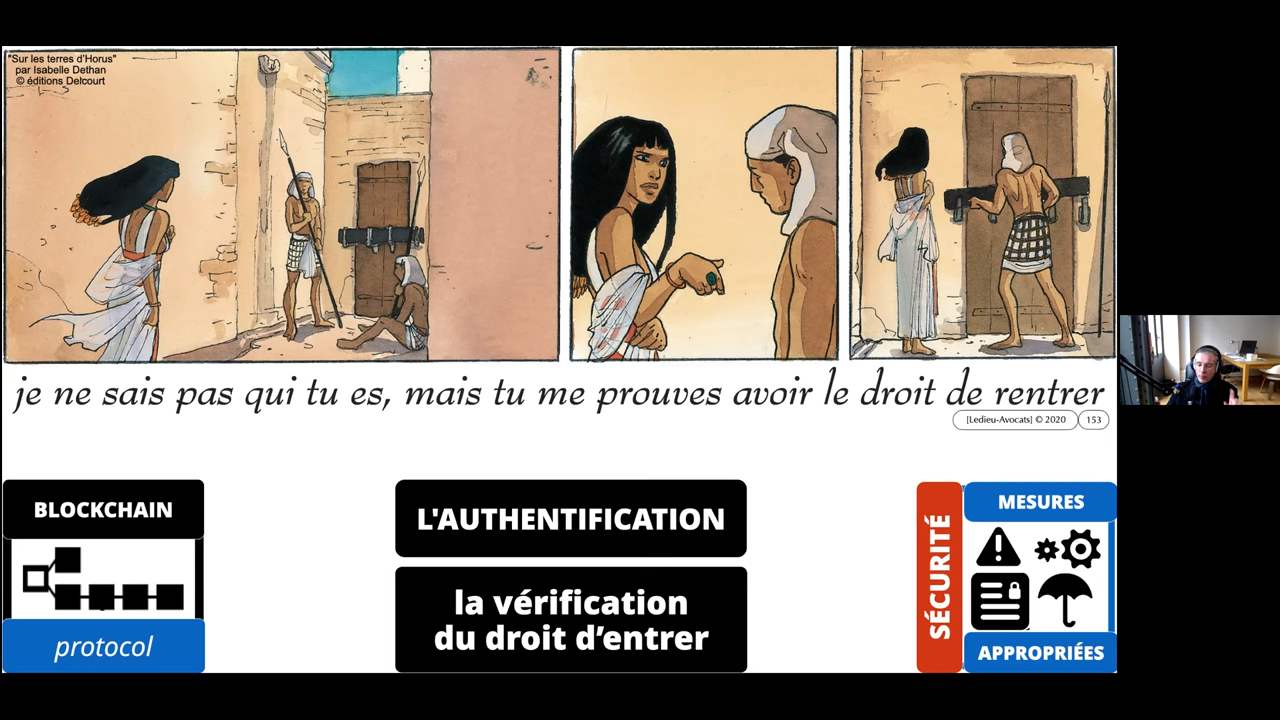 "Sur les terres d'Horus"
par Isabelle Dethan
© éditions Delcourt
je ne sais pas qui tu es, mais tu me prouves avoir le droit de rentrer
[Ledieu-Avocats] © 2020
153
BLOCKCHAIN
protocol
L'AUTHENTIFICATION
la vérification
du droit d’entrer
SÉCURITÉ
MESURES
APPROPRIÉES